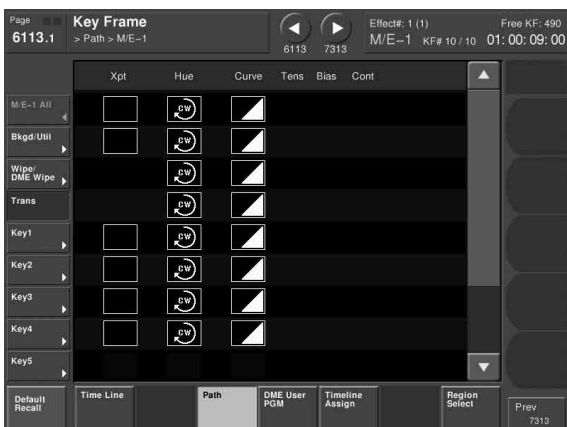 Page
6113.1
Key Frame
> Path > M/E-1
6113
7313
Effect#: 1 (1)
M/E-1 KF# 10 / 10
Free KF: 490
01: 00: 09: 00
Xpt Hue Curve Tens Bias Cont
M/E-1 All
CW
Bkgd/Util
CW
Wipe/
DME Wipe
CW
Trans
CW
Key1
CW
Key2
CW
Key3
CW
Key4
CW
Key5
Default
Recall
Time Line
Path
DME User
PGM
Timeline
Assign
Region
Select
Prev
7313